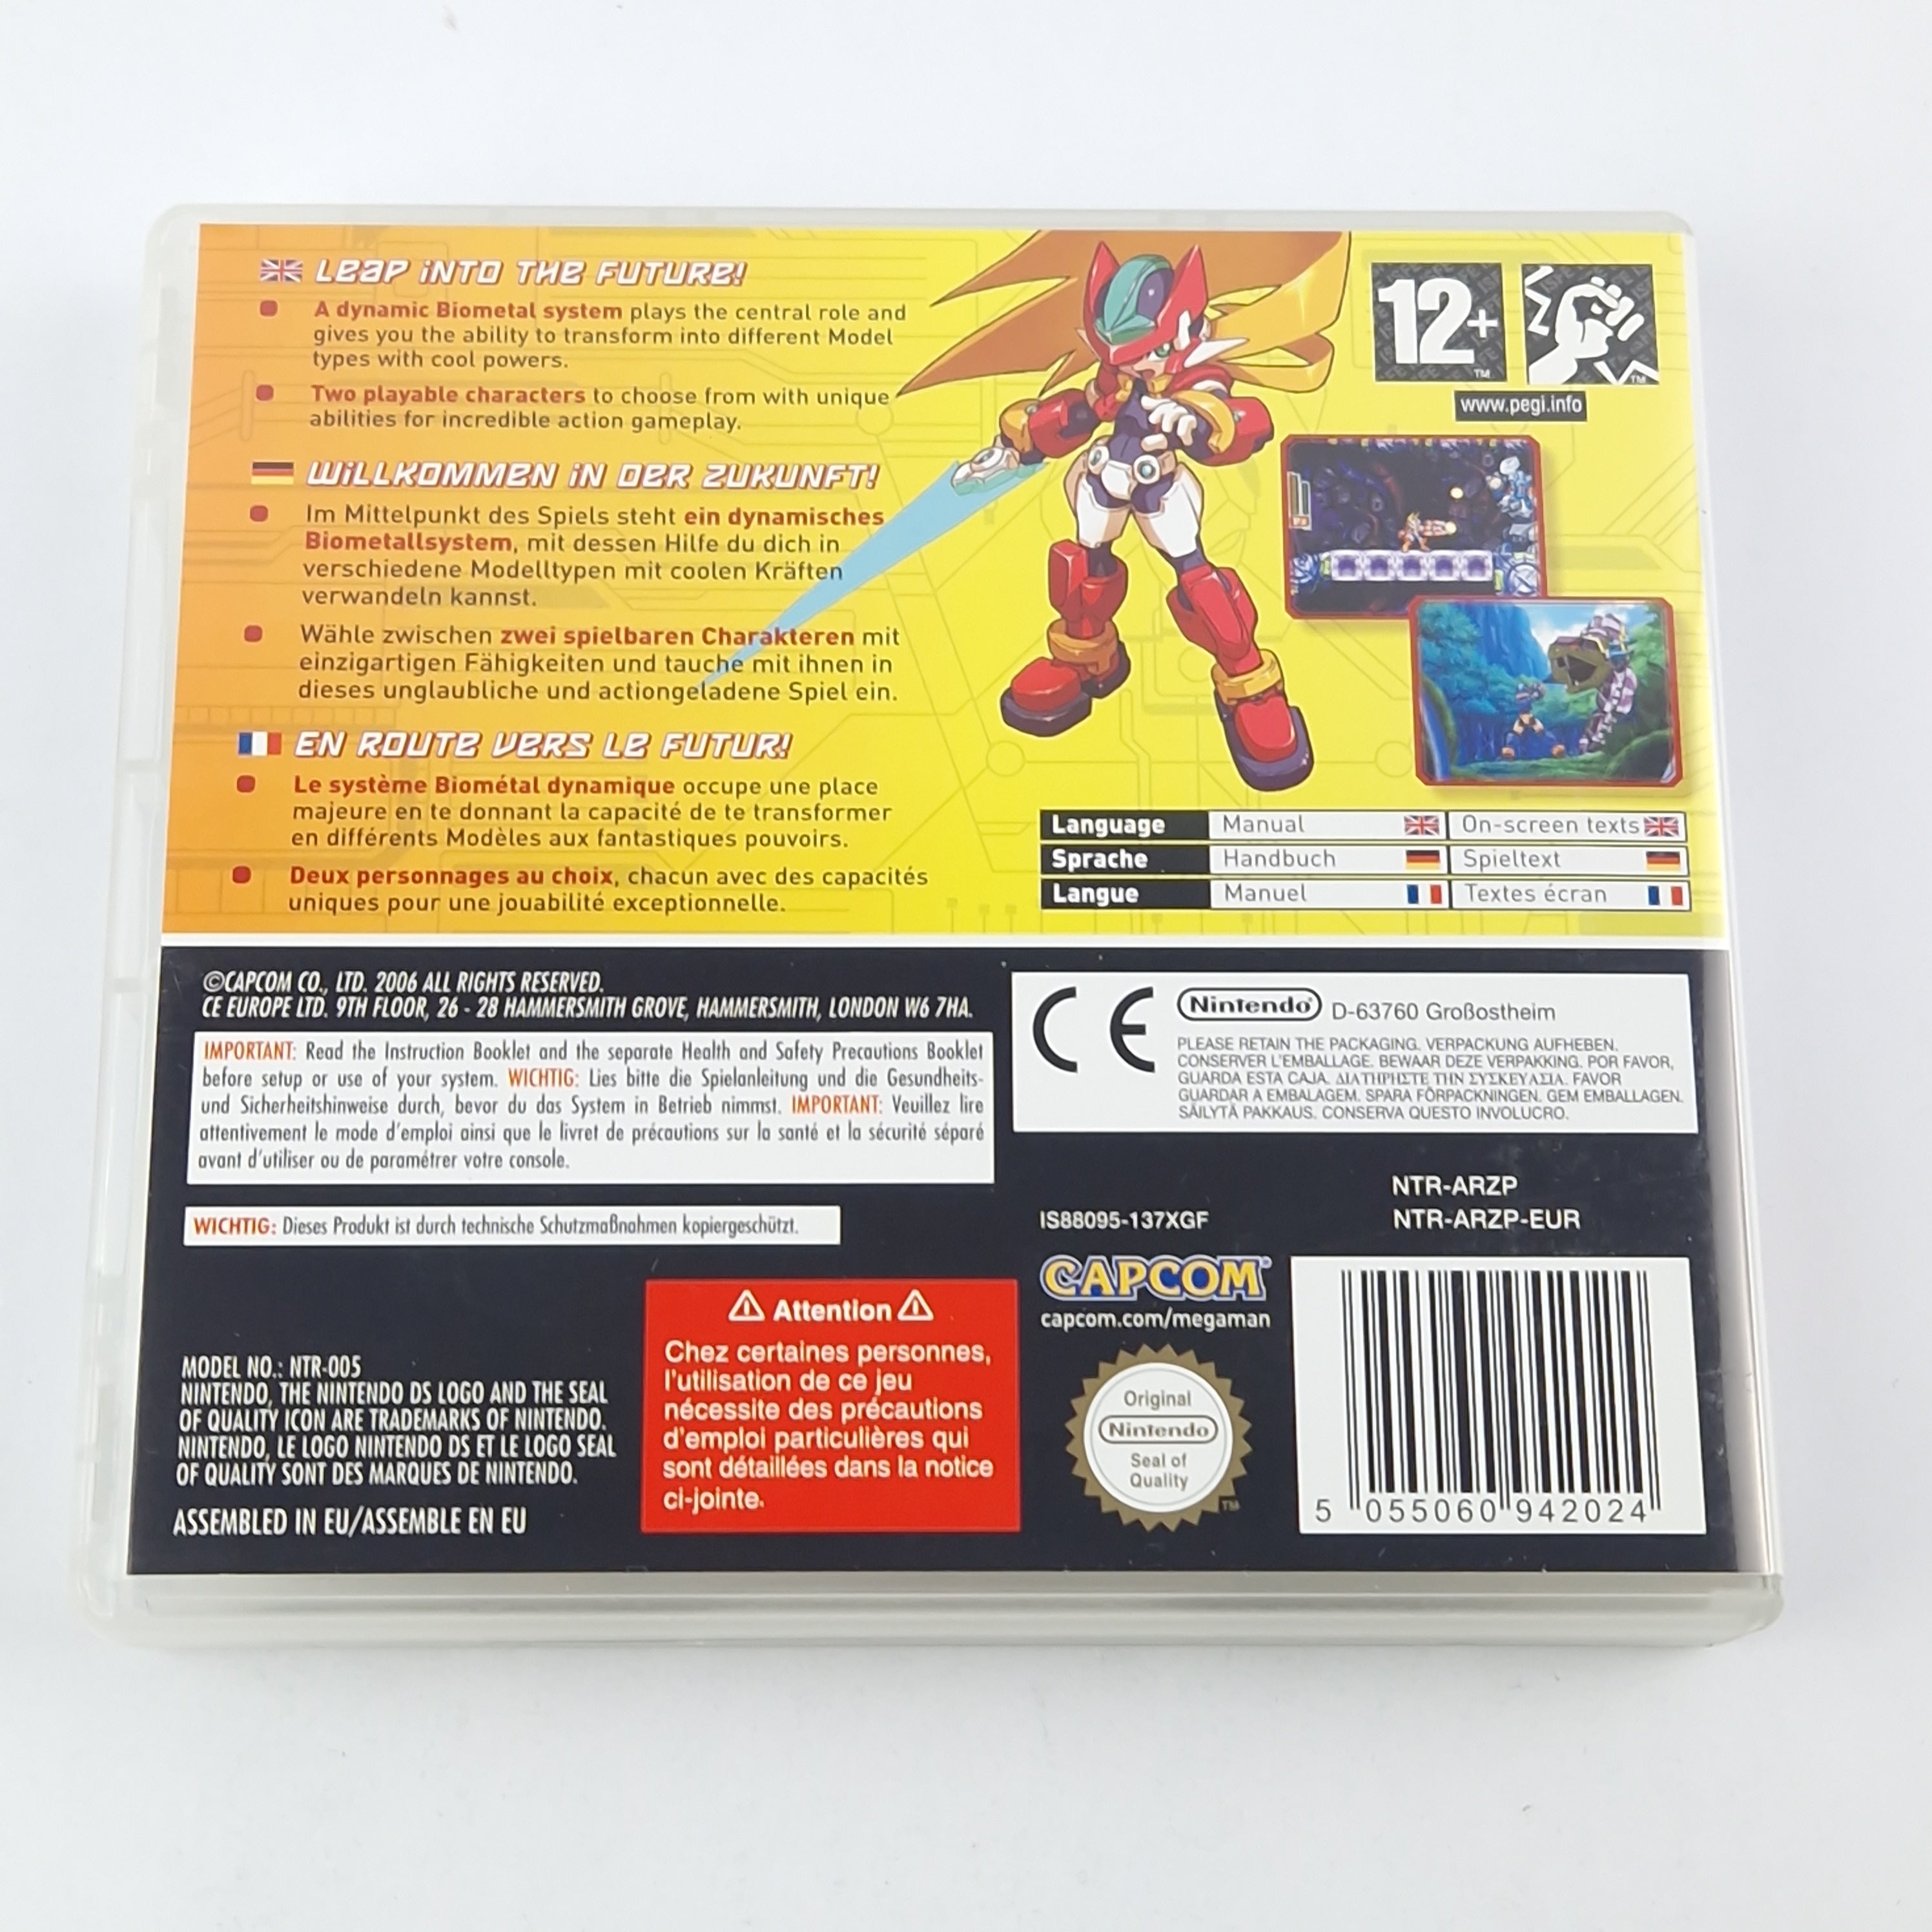 LEAP INTO THE FUTURE!
A dynamic Biometal system plays the central role and
gives you the ability to transform into different Model
types with cool powers.
Two playable characters to choose from with unique
abilities for incredible action gameplay.
WILLKOMMEN IN DER ZUKUNFT!
Im Mittelpunkt des Spiels steht ein dynamisches
Biometallsystem, mit dessen Hilfe du dich in
verschiedene Modelltypen mit coolen Kräften
verwandeln kannst.
Wähle zwischen zwei spielbaren Charakteren mit
einzigartigen Fähigkeiten und tauche mit ihnen in
dieses unglaubliche und actiongeladene Spiel ein.
EN ROUTE VERS LE FUTUR!
Le système Biométal dynamique occupe une place
majeure en te donnant la capacité de te transformer
en différents Modèles aux fantastiques pouvoirs.
Deux personnages au choix, chacun avec des capacités
uniques pour une jouabilité exceptionnelle.
12+
TM
TM
www.pegi.info
Language Manual On-screen texts
Sprache Handbuch Spieltext
Langue Manuel Textes écran
©CAPCOM CO., LTD. 2006 ALL RIGHTS RESERVED.
CE EUROPE LTD. 9TH FLOOR, 26 - 28 HAMMERSMITH GROVE, HAMMERSMITH, LONDON W6 7HA.
IMPORTANT: Read the Instruction Booklet and the separate Health and Safety Precautions Booklet
before setup or use of your system. WICHTIG: Lies bitte die Spielanleitung und die Gesundheits-
und Sicherheitshinweise durch, bevor du das System in Betrieb nimmst. IMPORTANT: Veuillez lire
attentivement le mode d'emploi ainsi que le livret de précautions sur la santé et la sécurité séparé
avant d'utiliser ou de paramétrer votre console.
WICHTIG: Dieses Produkt ist durch technische Schutzmaßnahmen kopiergeschützt.
CE
Nintendo® D-63760 Großostheim
PLEASE RETAIN THE PACKAGING. VERPACKUNG AUFHEBEN.
CONSERVER L'EMBALLAGE. BEWAAR DEZE VERPAKKING. POR FAVOR,
GUARDA ESTA CAJA. ΔΙΑΤΗΡΗΣΤΕ ΤΗΝ ΣΥΣΚΕΥΑΣΙΑ. FAVOR
GUARDAR A EMBALAGEM. SPARA FÖRPACKNINGEN. GEM EMBALLAGEN.
SÄILYTÄ PAKKAUS. CONSERVA QUESTO INVOLUCRO.
NTR-ARZP
IS88095-137XGF NTR-ARZP-EUR
CAPCOM®
capcom.com/megaman
MODEL NO.: NTR-005
NINTENDO, THE NINTENDO DS LOGO AND THE SEAL
OF QUALITY ICON ARE TRADEMARKS OF NINTENDO.
NINTENDO, LE LOGO NINTENDO DS ET LE LOGO SEAL
OF QUALITY SONT DES MARQUES DE NINTENDO.
ASSEMBLED IN EU/ASSEMBLE EN EU
Attention
Chez certaines personnes,
l'utilisation de ce jeu
nécessite des précautions
d'emploi particulières qui
sont détaillées dans la notice
ci-jointe.
Original
Nintendo
Seal of
Quality
TM
5 055060 942024